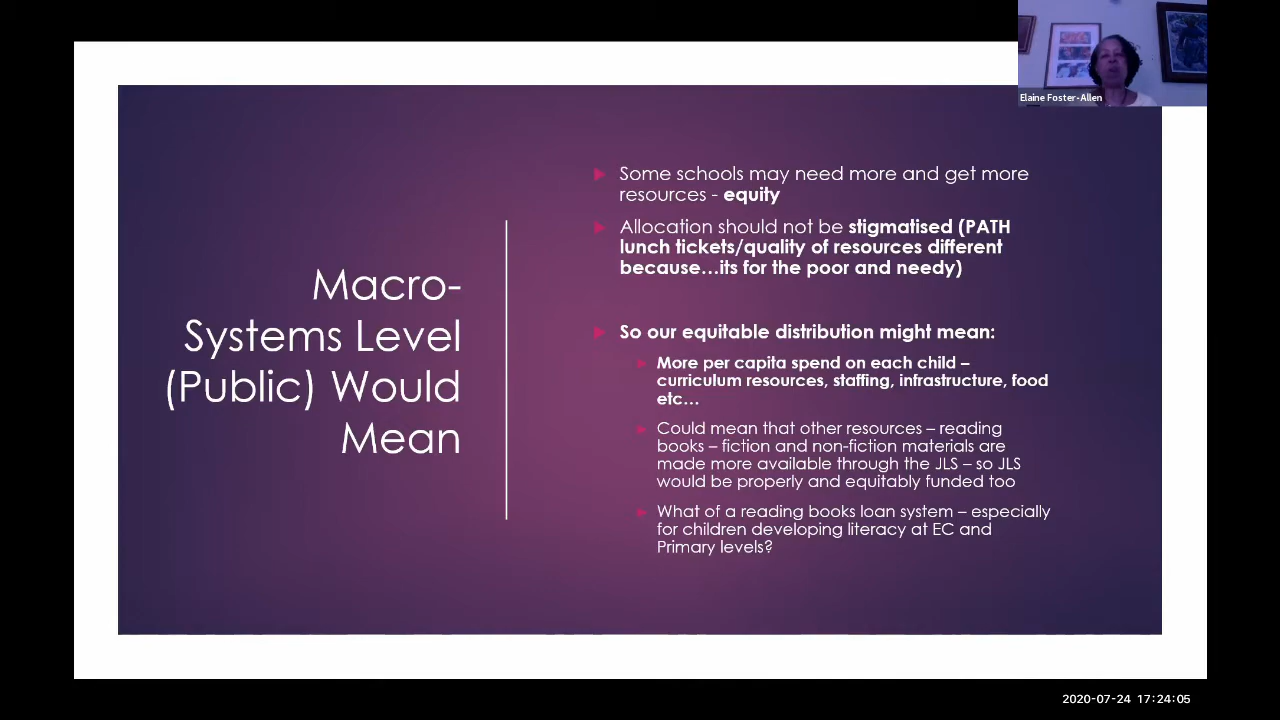 Elaine Foster-Allen
Macro-
Systems Level
(Public) Would
Mean
Some schools may need more and get more
resources - equity
Allocation should not be stigmatised (PATH
lunch tickets/quality of resources different
because…its for the poor and needy)
So our equitable distribution might mean:
More per capita spend on each child –
curriculum resources, staffing, infrastructure, food
etc…
Could mean that other resources – reading
books – fiction and non-fiction materials are
made more available through the JLS – so JLS
would be properly and equitably funded too
What of a reading books loan system – especially
for children developing literacy at EC and
Primary levels?
2020-07-24 17:24:05